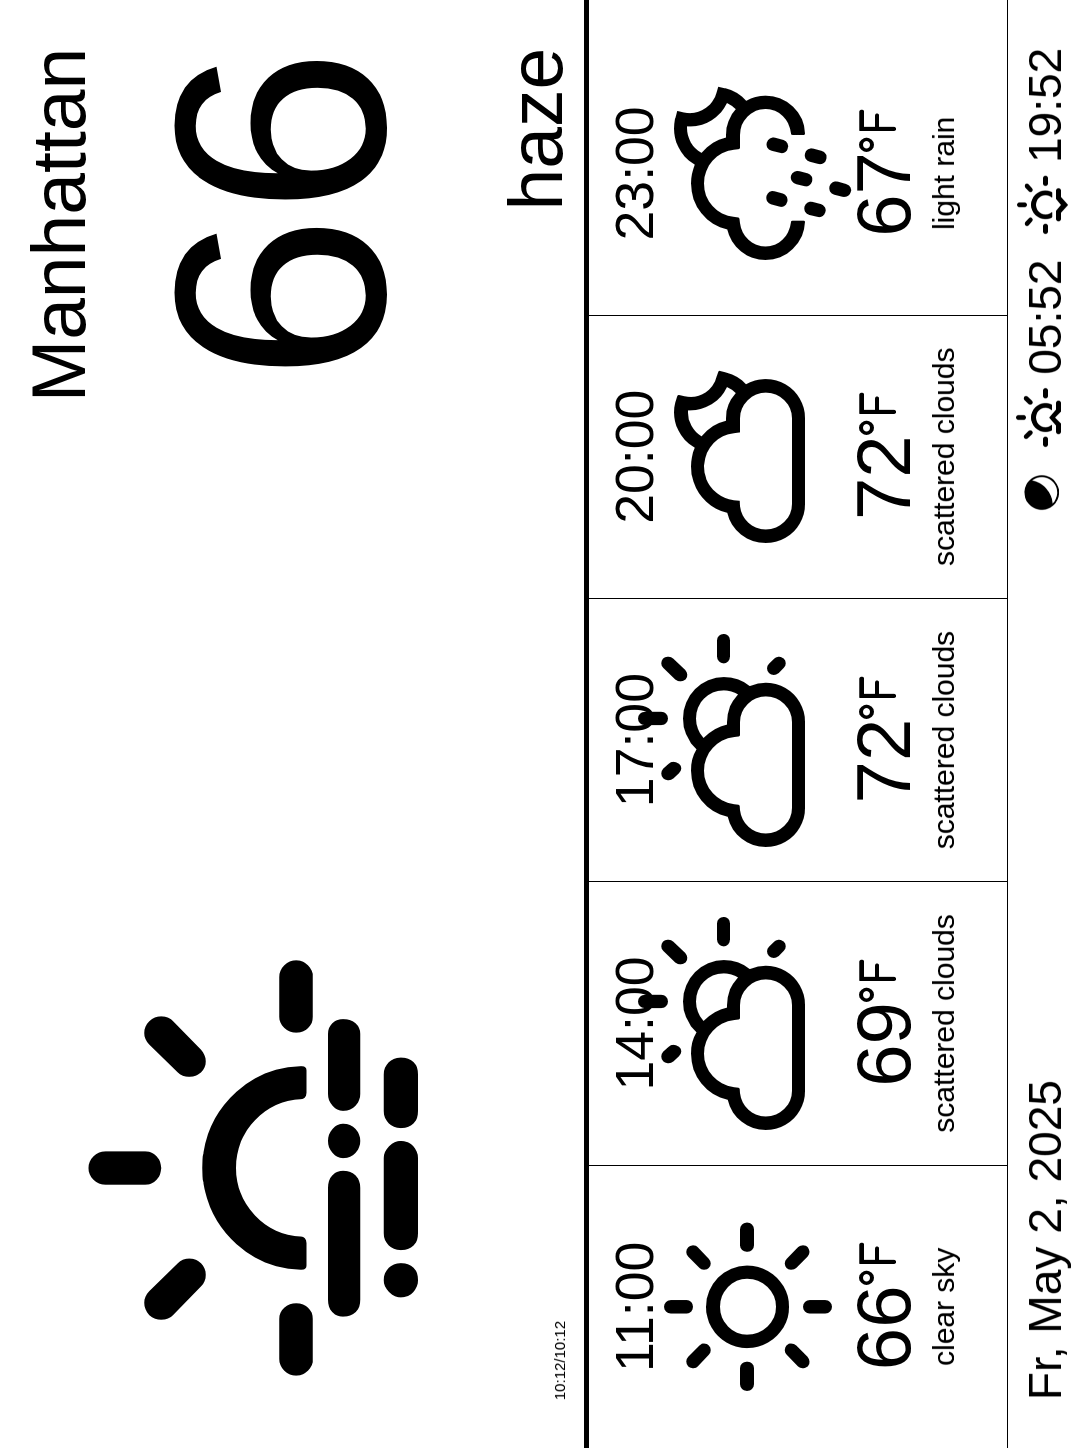 Manhattan
66
haze
10:12/10:12
11:00 14:00 17:00 20:00 23:00
66°F 69°F 72°F 72°F 67°F
clear sky scattered clouds scattered clouds scattered clouds light rain
Fr, May 2, 2025 05:52 19:52